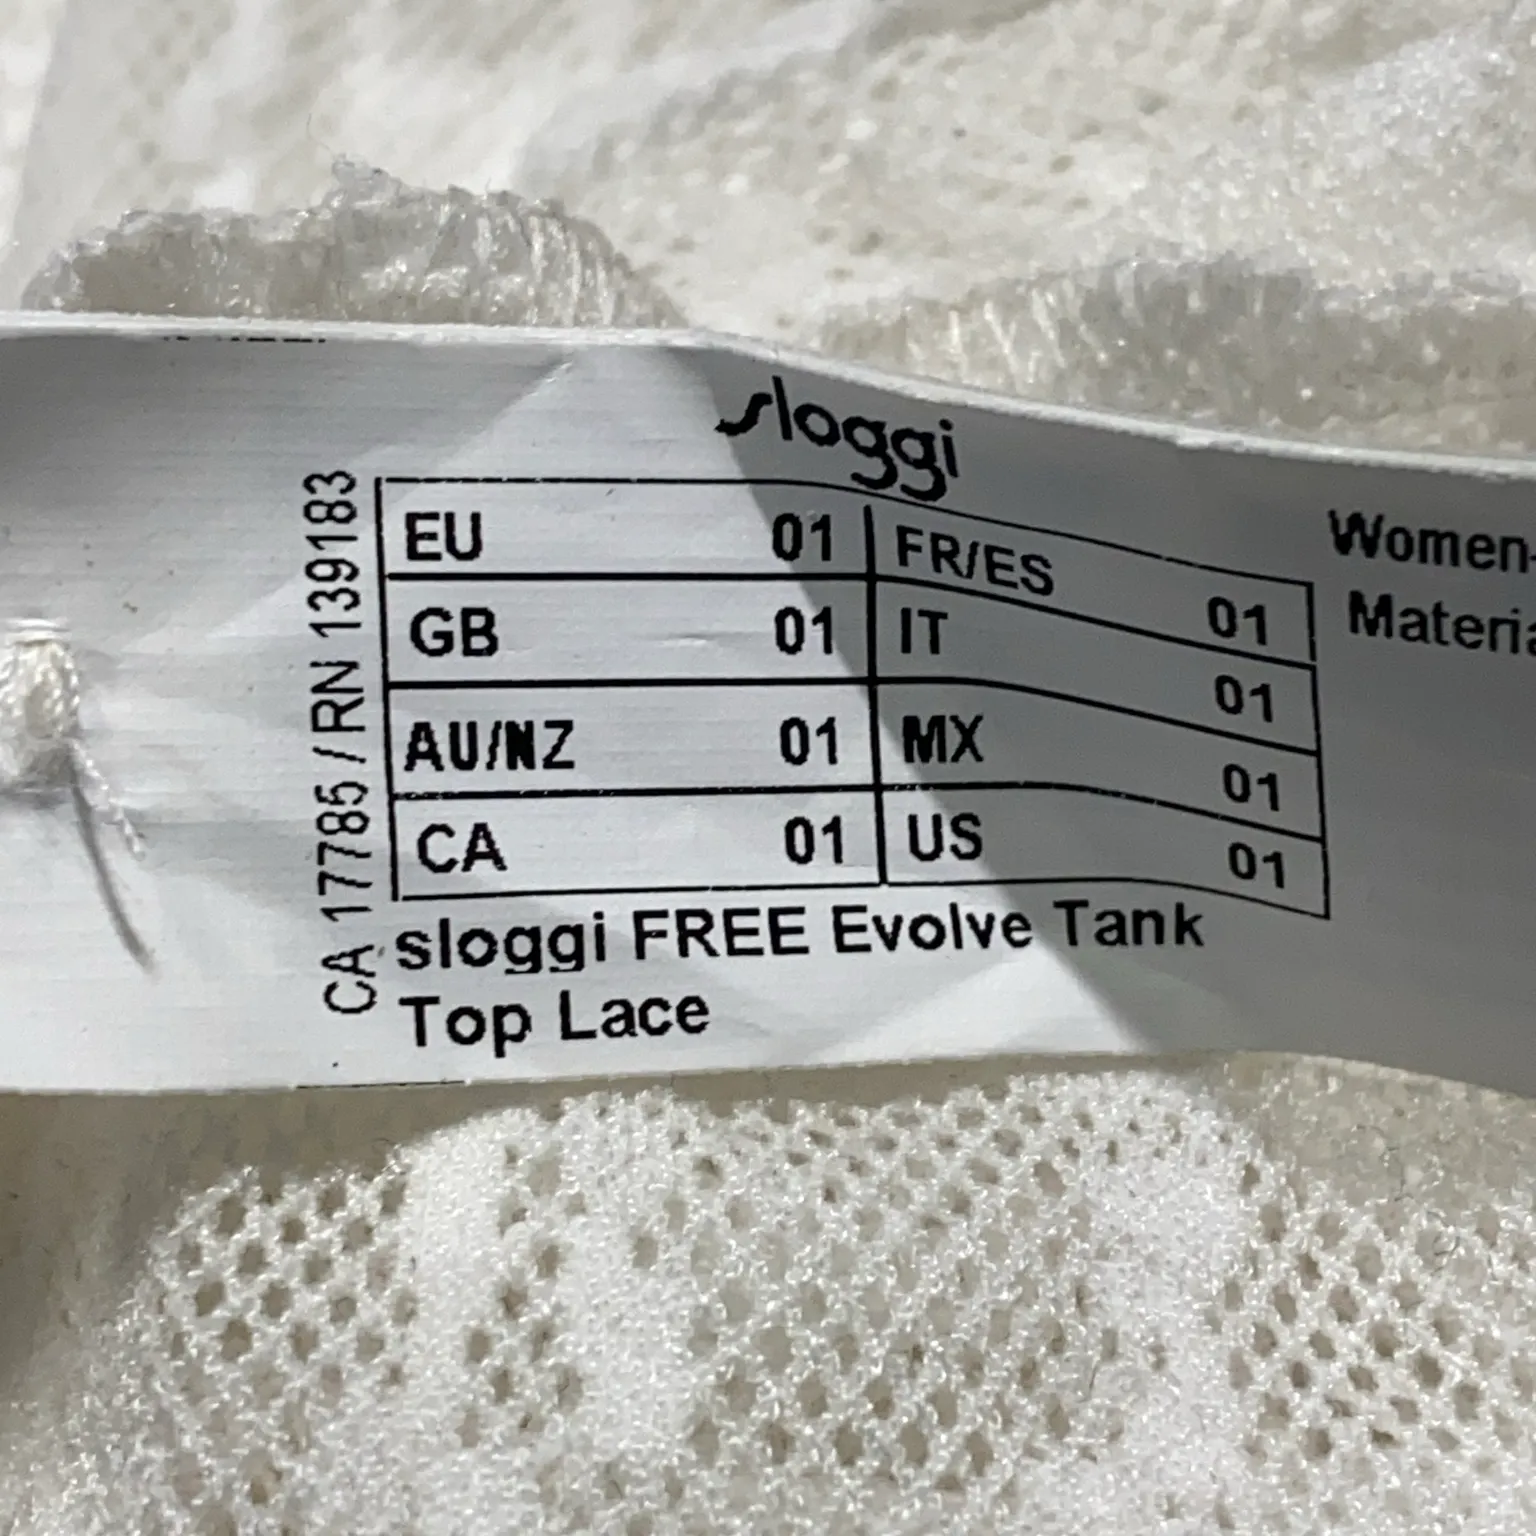 sloggi
CA 17785 / RN 139183
EU 01 FR/ES 01
GB 01 IT 01
AU/NZ 01 MX 01
CA 01 US 01
sloggi FREE Evolve Tank
Top Lace
Women-
Materia